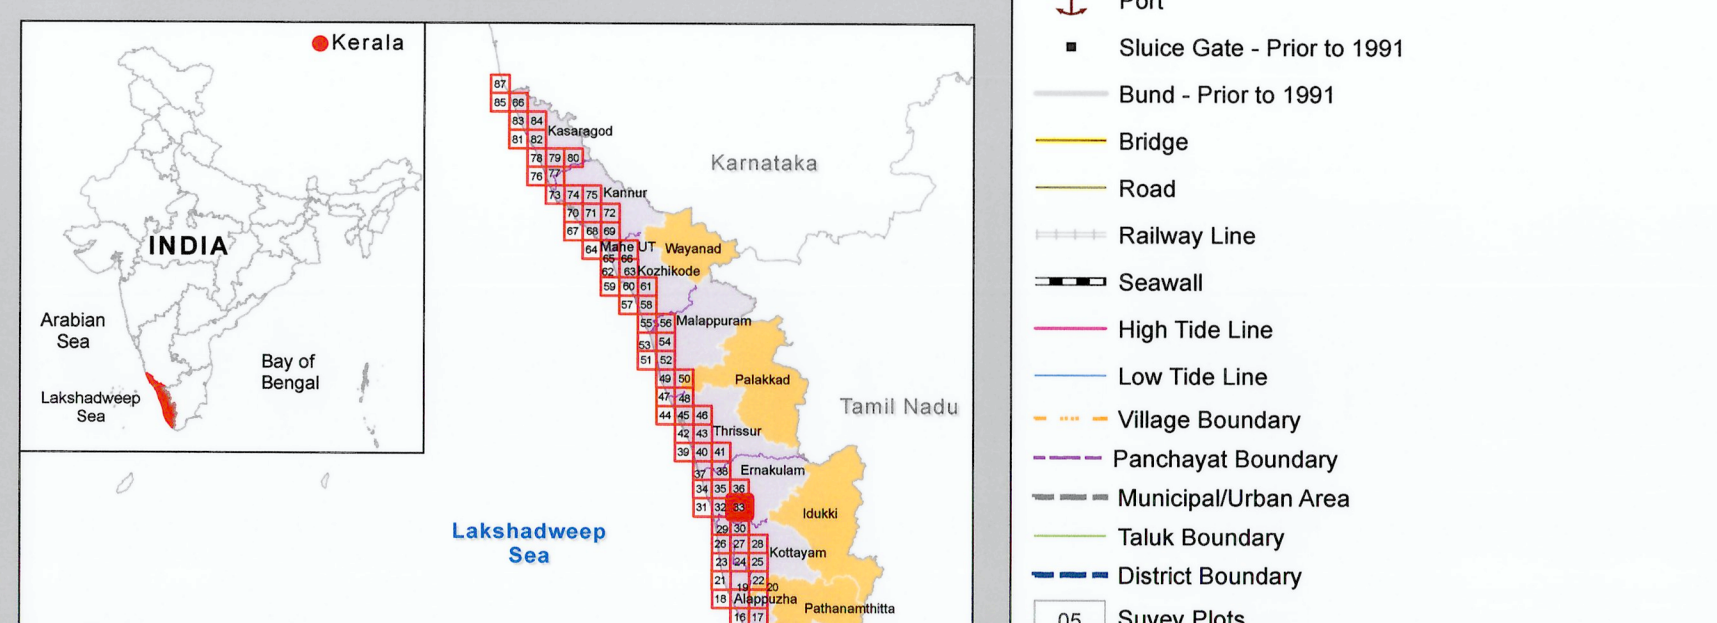 Kerala
INDIA
Arabian
Sea
Bay of
Bengal
Lakshadweep
Sea
87
85 86
83 84
Kasaragod
81 82
78 79 80
Karnataka
76 77
73 74 75 Kannur
70 71 72
67 68 69
64 Mahe UT
Wayanad
65 66
62 63 Kozhikode
59 60 61
57 58
55 56 Malappuram
53 54
51 52
49 50 Palakkad
47 48
Tamil Nadu
44 45 46
42 43 Thrissur
39 40 41
37 38 Ernakulam
34 35 36
31 32 33
Idukki
Lakshadweep
Sea
29 30
26 27 28
Kottayam
23 24 25
21 22
19 20
18 Alappuzha
Pathanamthitta
16 17
Port
Sluice Gate - Prior to 1991
Bund - Prior to 1991
Bridge
Road
Railway Line
Seawall
High Tide Line
Low Tide Line
Village Boundary
Panchayat Boundary
Municipal/Urban Area
Taluk Boundary
District Boundary
05 Suvey Plots